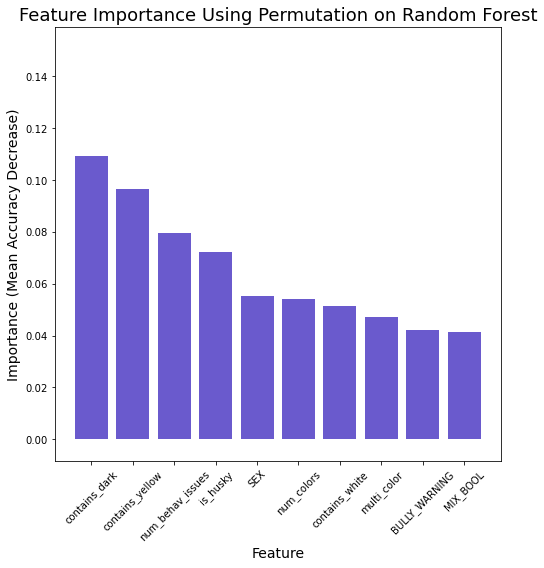 Feature Importance Using Permutation on Random Forest
Importance (Mean Accuracy Decrease)
0.14
0.12
0.10
0.08
0.06
0.04
0.02
0.00
contains_dark
contains_yellow
num_behav_issues
is_husky
SEX
num_colors
contains_white
multi_color
BULLY_WARNING
MIX_BOOL
Feature